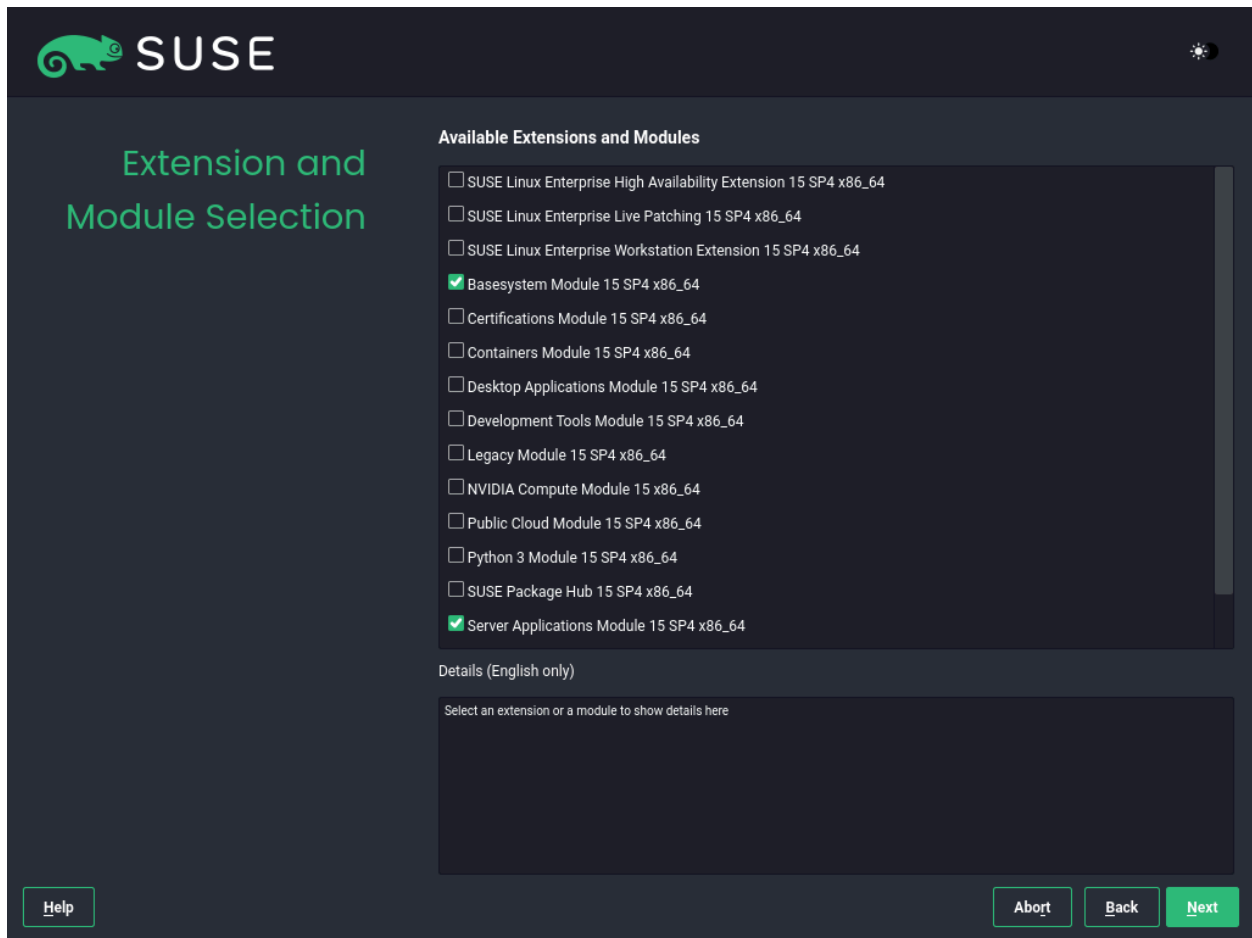 SUSE
Extension and
Module Selection
Available Extensions and Modules
SUSE Linux Enterprise High Availability Extension 15 SP4 x86_64
SUSE Linux Enterprise Live Patching 15 SP4 x86_64
SUSE Linux Enterprise Workstation Extension 15 SP4 x86_64
Basesystem Module 15 SP4 x86_64
Certifications Module 15 SP4 x86_64
Containers Module 15 SP4 x86_64
Desktop Applications Module 15 SP4 x86_64
Development Tools Module 15 SP4 x86_64
Legacy Module 15 SP4 x86_64
NVIDIA Compute Module 15 x86_64
Public Cloud Module 15 SP4 x86_64
Python 3 Module 15 SP4 x86_64
SUSE Package Hub 15 SP4 x86_64
Server Applications Module 15 SP4 x86_64
Details (English only)
Select an extension or a module to show details here
Help
Abort
Back
Next